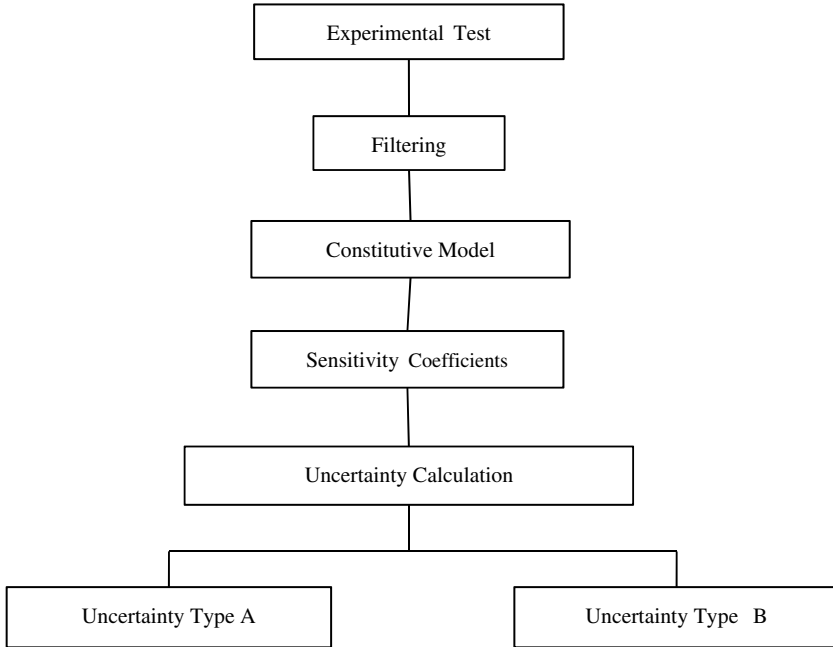 Experimental Test
Filtering
Constitutive Model
Sensitivity Coefficients
Uncertainty Calculation
Uncertainty Type A
Uncertainty Type B